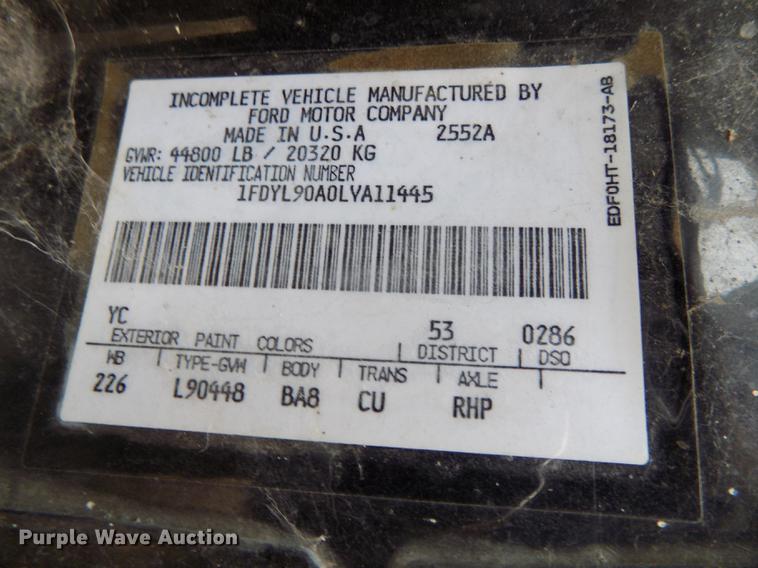 INCOMPLETE VEHICLE MANUFACTURED BY
FORD MOTOR COMPANY
MADE IN U.S.A 2552A
GVWR: 44800 LB / 20320 KG
VEHICLE IDENTIFICATION NUMBER
1FDYL90A0LVA11445
EDF0HT-18173-AB
YC 53 0286
EXTERIOR PAINT COLORS DISTRICT DSO
WB TYPE-GVW BODY TRANS AXLE
226 L90448 BA8 CU RHP
Purple Wave Auction®